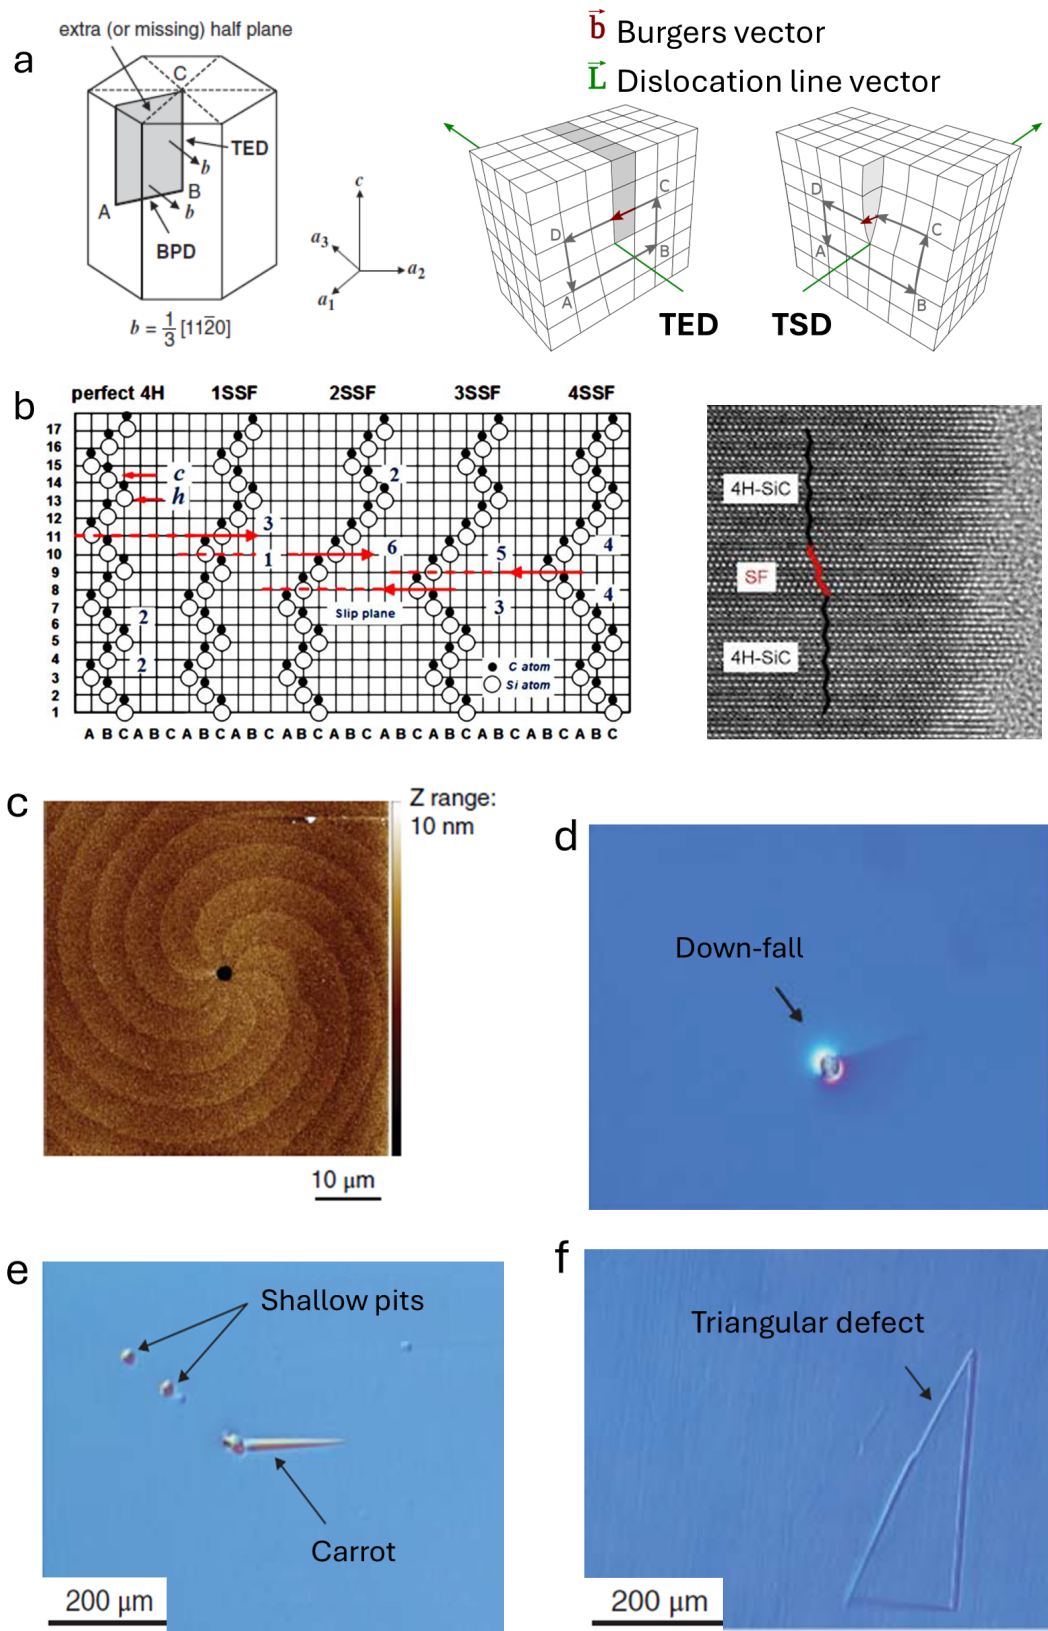 a
extra (or missing) half plane
C
TED
b
A
B
b
BPD
b = 1/3 [112̄0]
c
a3
a2
a1
b⃗ Burgers vector
L⃗ Dislocation line vector
C
D
B
A
TED
D
C
A
B
TSD
b
perfect 4H 1SSF 2SSF 3SSF 4SSF
17
16
15
14
13
12
11
10
9
8
7
6
5
4
3
2
1
c
h
2
2
3
1
2
6
Slip plane
5
3
4
4
C atom
Si atom
A B C A B C A B C A B C A B C A B C A B C A B C A B C A B C A B C
4H-SiC
SF
4H-SiC
c
Z range:
10 nm
10 μm
d
Down-fall
e
Shallow pits
Carrot
200 μm
f
Triangular defect
200 μm